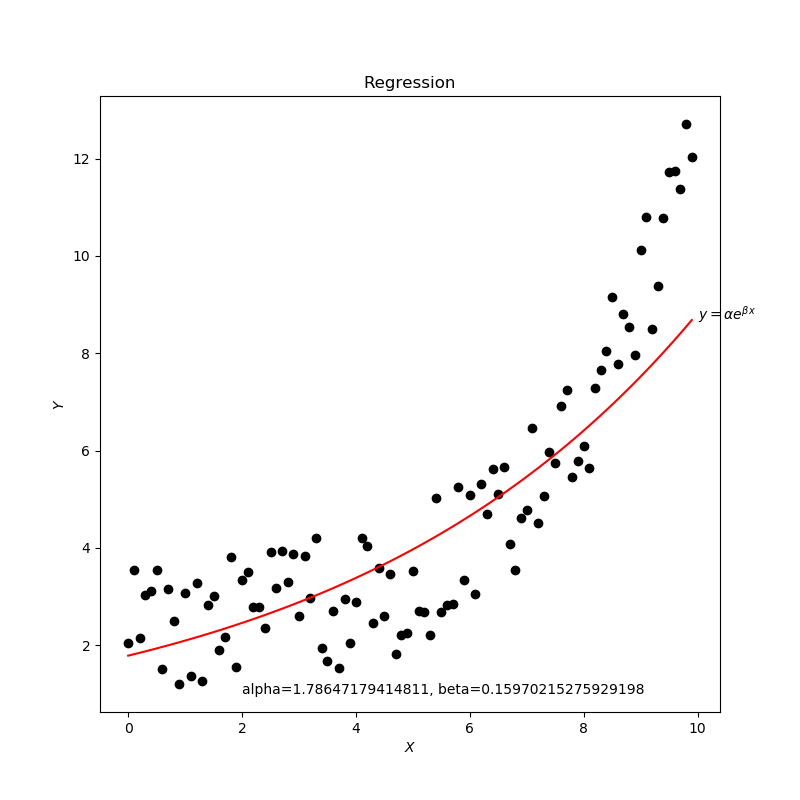 Regression
12
10
8
6
4
2
Y
y = αe^{βx}
alpha=1.78647179414811, beta=0.15970215275929198
0 2 4 6 8 10
X